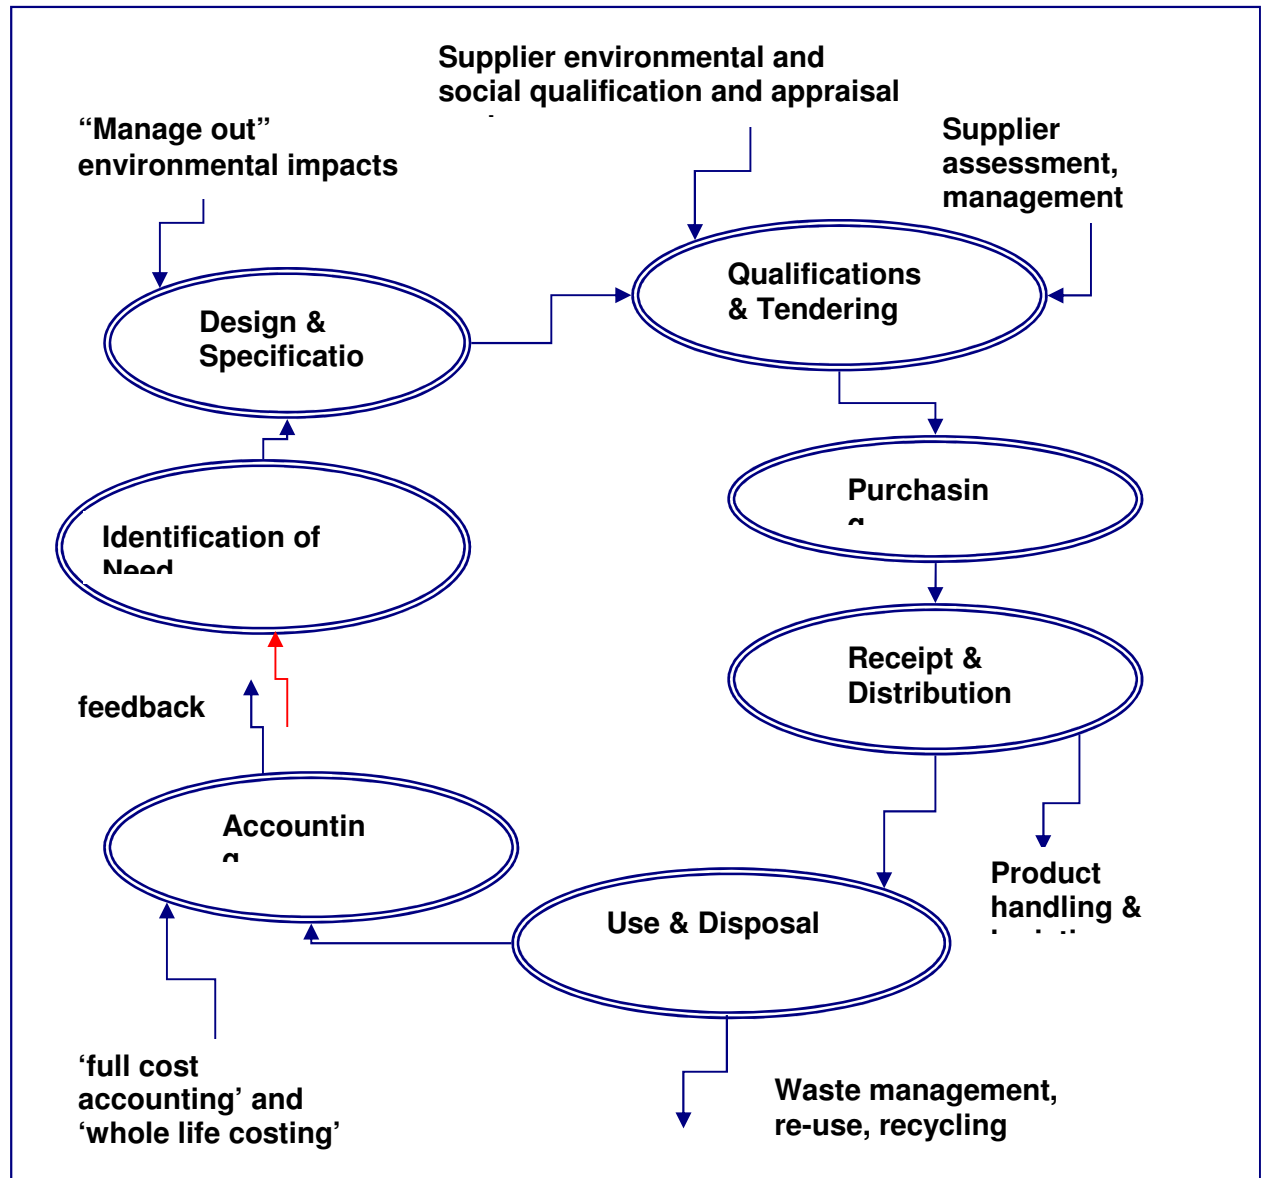 Supplier environmental and
social qualification and appraisal
“Manage out”
environmental impacts
Supplier
assessment,
management
Qualifications
& Tendering
Design &
Specificatio
Purchasin
g
Identification of
Need
Receipt &
Distribution
feedback
Accountin
g
Product
handling &
Use & Disposal
‘full cost
accounting’ and
‘whole life costing’
Waste management,
re-use, recycling